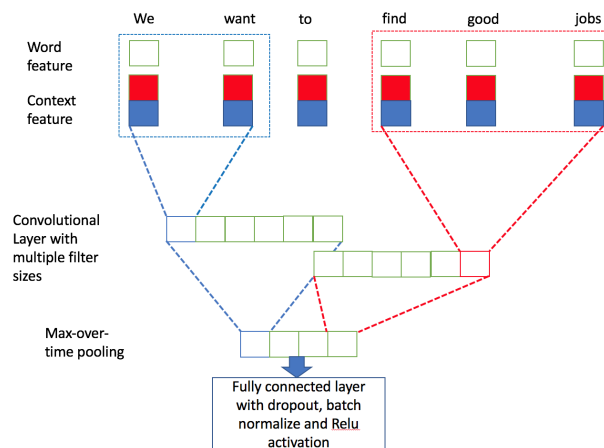 We want to find good jobs
Word
feature
Context
feature
Convolutional
Layer with
multiple filter
sizes
Max-over-
time pooling
Fully connected layer
with dropout, batch
normalize and Relu
activation